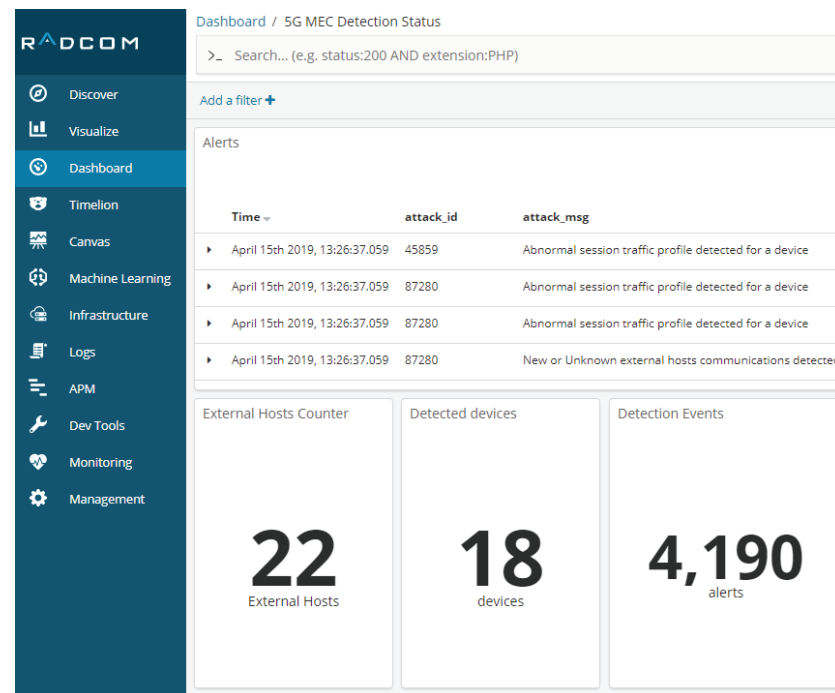 RADCOM
Discover
Visualize
Dashboard
Timelion
Canvas
Machine Learning
Infrastructure
Logs
APM
Dev Tools
Monitoring
Management
Dashboard / 5G MEC Detection Status
>_ Search... (e.g. status:200 AND extension:PHP)
Add a filter +
Alerts
Time attack_id attack_msg
April 15th 2019, 13:26:37.059 45859 Abnormal session traffic profile detected for a device
April 15th 2019, 13:26:37.059 87280 Abnormal session traffic profile detected for a device
April 15th 2019, 13:26:37.059 87280 Abnormal session traffic profile detected for a device
April 15th 2019, 13:26:37.059 87280 New or Unknown external hosts communications detecte
External Hosts Counter
22
External Hosts
Detected devices
18
devices
Detection Events
4,190
alerts